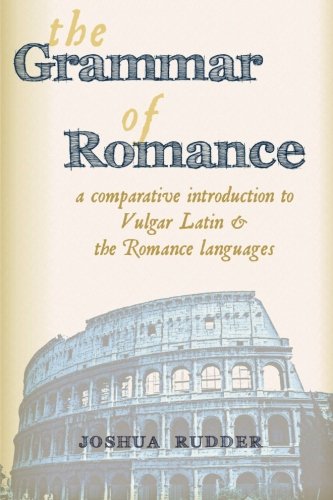 the
Grammar
of
Romance
a comparative introduction to
Vulgar Latin &
the Romance languages
JOSHUA RUDDER